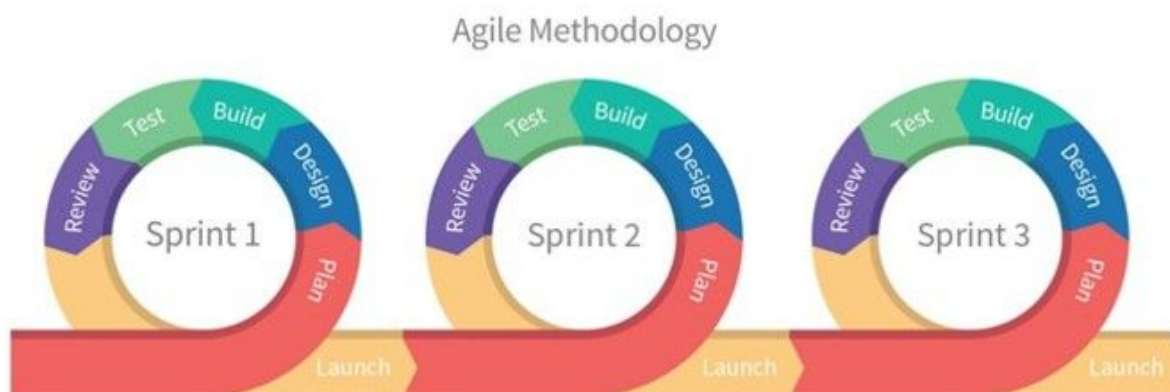 Agile Methodology
Test Build
Review Design
Sprint 1
Plan
Launch
Test Build
Review Design
Sprint 2
Plan
Launch
Test Build
Review Design
Sprint 3
Plan
Launch